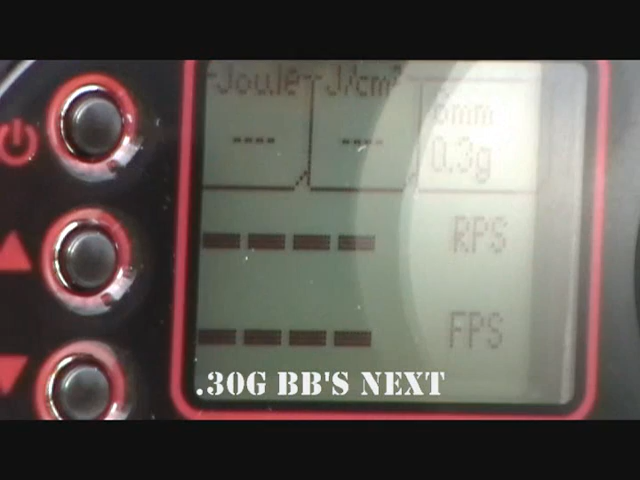 Joule J/cm²
---- ---- 6mm
0.3g
---- RPS
---- FPS
.30G BB'S NEXT